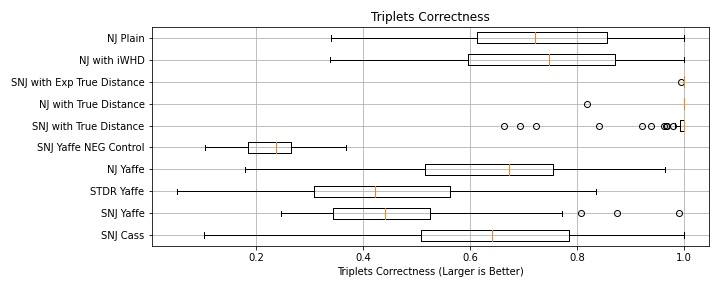 Triplets Correctness
NJ Plain
NJ with iWHD
SNJ with Exp True Distance
NJ with True Distance
SNJ with True Distance
SNJ Yaffe NEG Control
NJ Yaffe
STDR Yaffe
SNJ Yaffe
SNJ Cass
0.2 0.4 0.6 0.8 1.0
Triplets Correctness (Larger is Better)